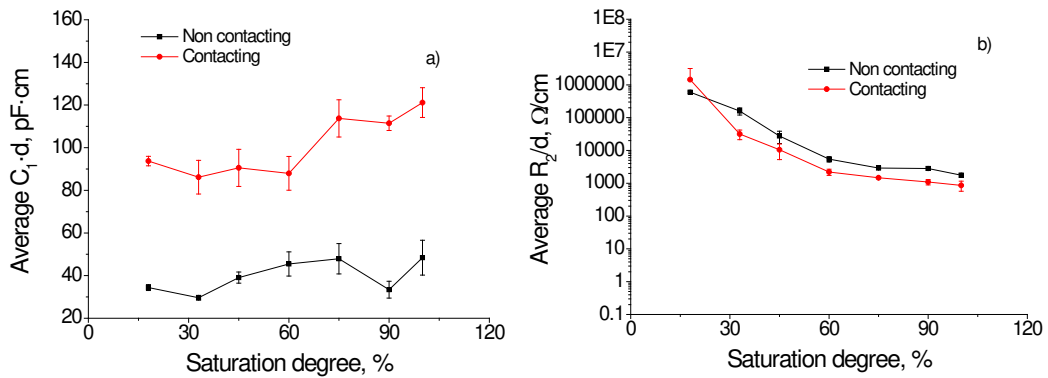 160
140
120
100
80
60
40
20
0
30
60
90
120
Average C₁·d, pF·cm
Saturation degree, %
Non contacting
Contacting
a)
1E8
1E7
1000000
100000
10000
1000
100
10
1
0.1
0
30
60
90
120
Average R₂/d, Ω/cm
Saturation degree, %
Non contacting
Contacting
b)